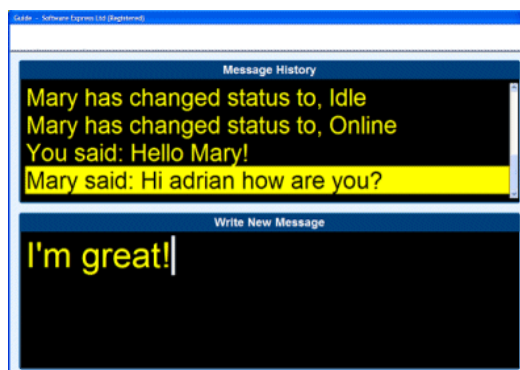 Guide - Software Express Ltd (Registered)
Message History
Mary has changed status to, Idle
Mary has changed status to, Online
You said: Hello Mary!
Mary said: Hi adrian how are you?
Write New Message
I'm great!